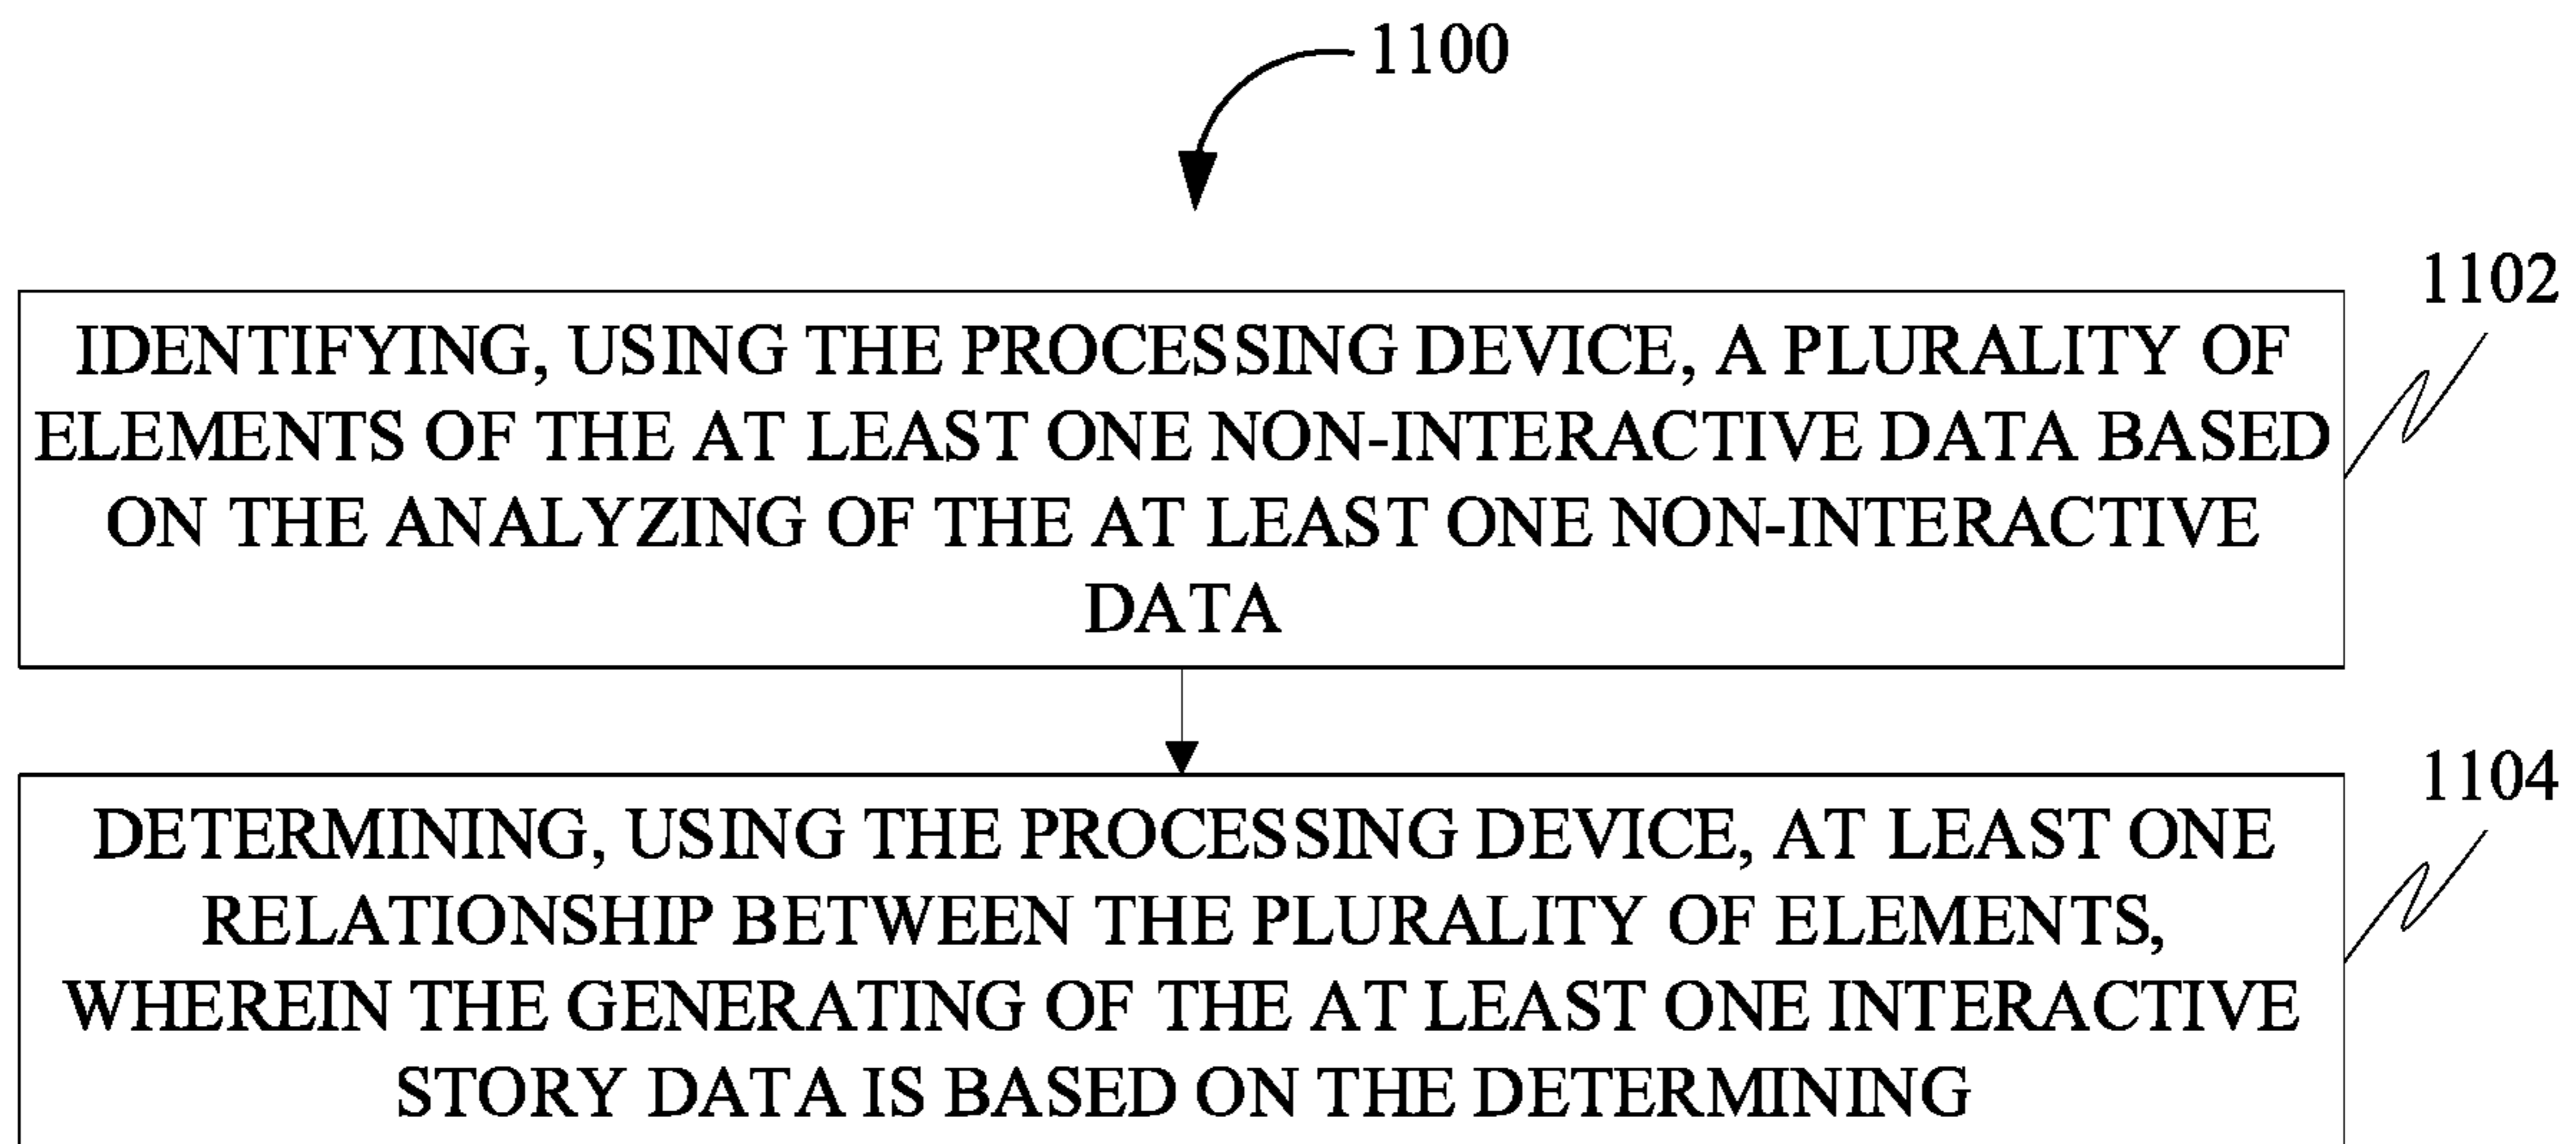 1100
1102
IDENTIFYING, USING THE PROCESSING DEVICE, A PLURALITY OF
ELEMENTS OF THE AT LEAST ONE NON-INTERACTIVE DATA BASED
ON THE ANALYZING OF THE AT LEAST ONE NON-INTERACTIVE
DATA
1104
DETERMINING, USING THE PROCESSING DEVICE, AT LEAST ONE
RELATIONSHIP BETWEEN THE PLURALITY OF ELEMENTS,
WHEREIN THE GENERATING OF THE AT LEAST ONE INTERACTIVE
STORY DATA IS BASED ON THE DETERMINING